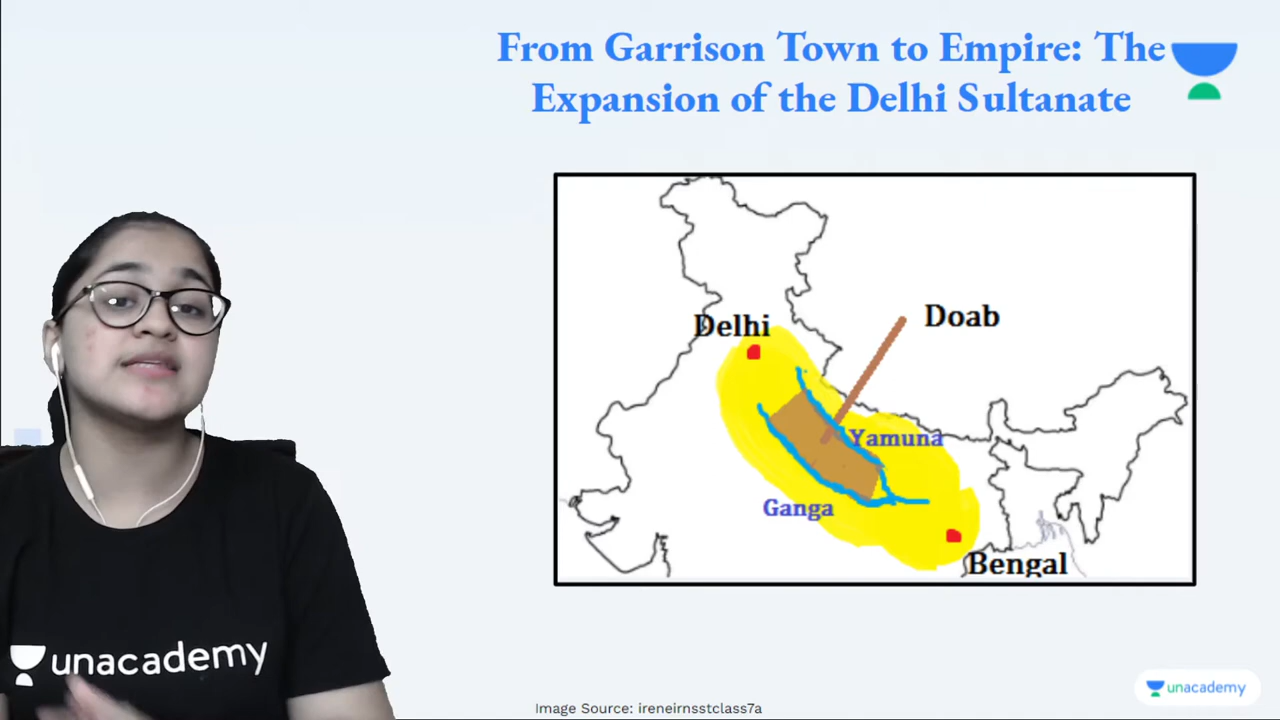 From Garrison Town to Empire: The
Expansion of the Delhi Sultanate
Delhi
Doab
Yamuna
Ganga
Bengal
unacademy
unacademy
Image Source: ireneirnsstclass7a